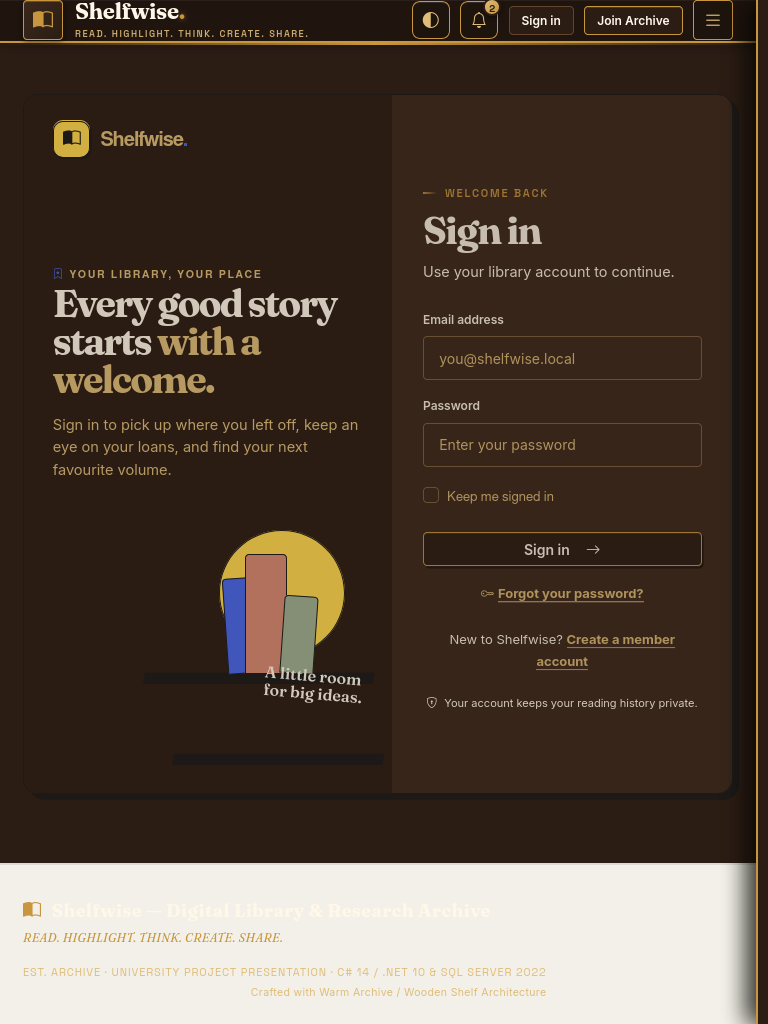 Shelfwise.
READ. HIGHLIGHT. THINK. CREATE. SHARE.
2
Sign in
Join Archive
Shelfwise.
YOUR LIBRARY, YOUR PLACE
Every good story
starts with a
welcome.
Sign in to pick up where you left off, keep an
eye on your loans, and find your next
favourite volume.
A little room
for big ideas.
WELCOME BACK
Sign in
Use your library account to continue.
Email address
you@shelfwise.local
Password
Enter your password
Keep me signed in
Sign in →
Forgot your password?
New to Shelfwise? Create a member
account
Your account keeps your reading history private.
Shelfwise — Digital Library & Research Archive
READ. HIGHLIGHT. THINK. CREATE. SHARE.
EST. ARCHIVE · UNIVERSITY PROJECT PRESENTATION · C# 14 / .NET 10 & SQL SERVER 2022
Crafted with Warm Archive / Wooden Shelf Architecture